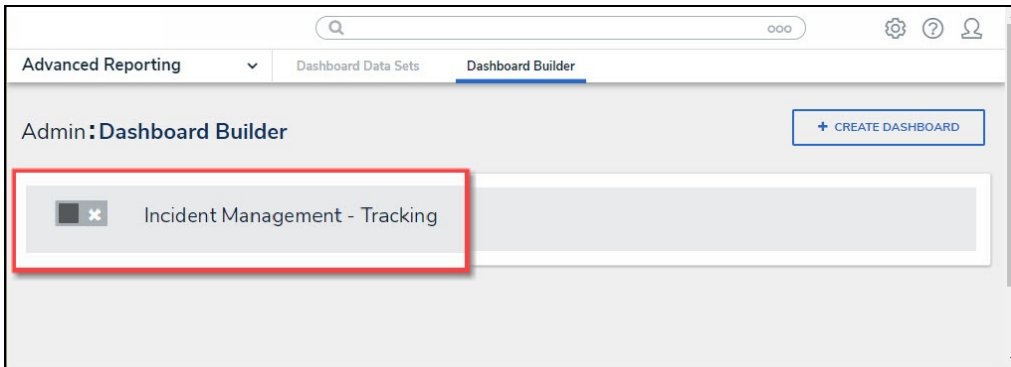 Advanced Reporting Dashboard Data Sets Dashboard Builder
Admin:Dashboard Builder + CREATE DASHBOARD
Incident Management - Tracking